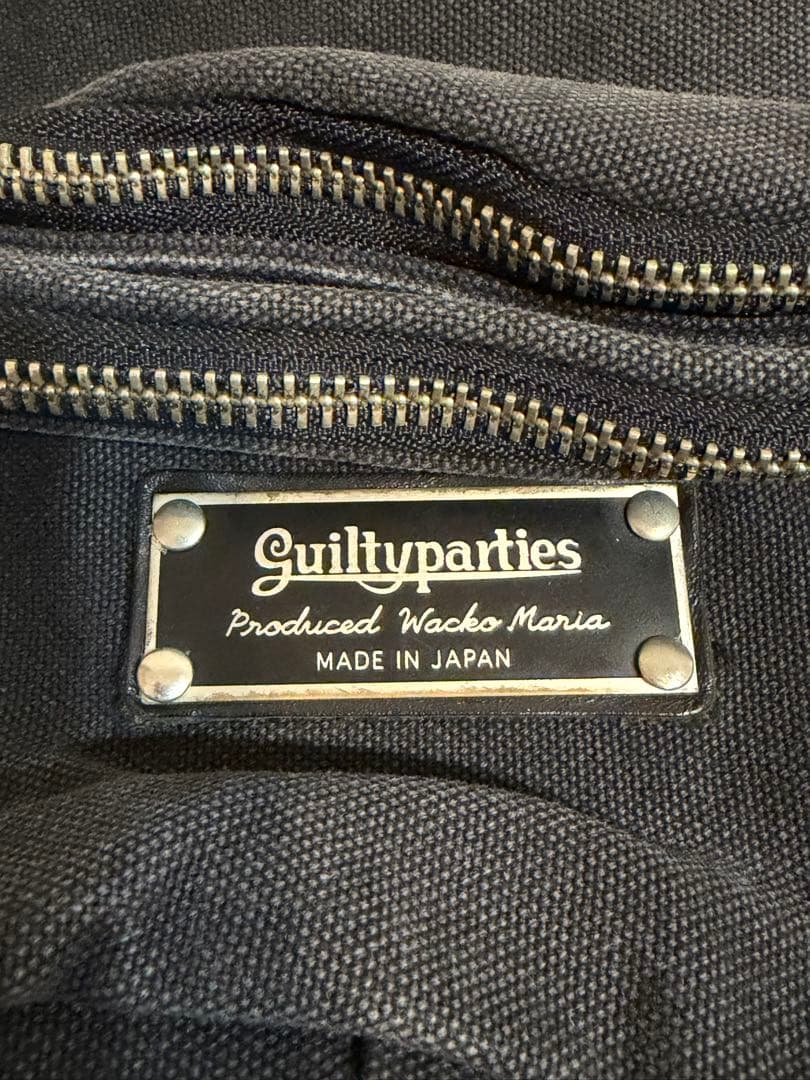 Guiltyparties
Produced Wacko Maria
MADE IN JAPAN